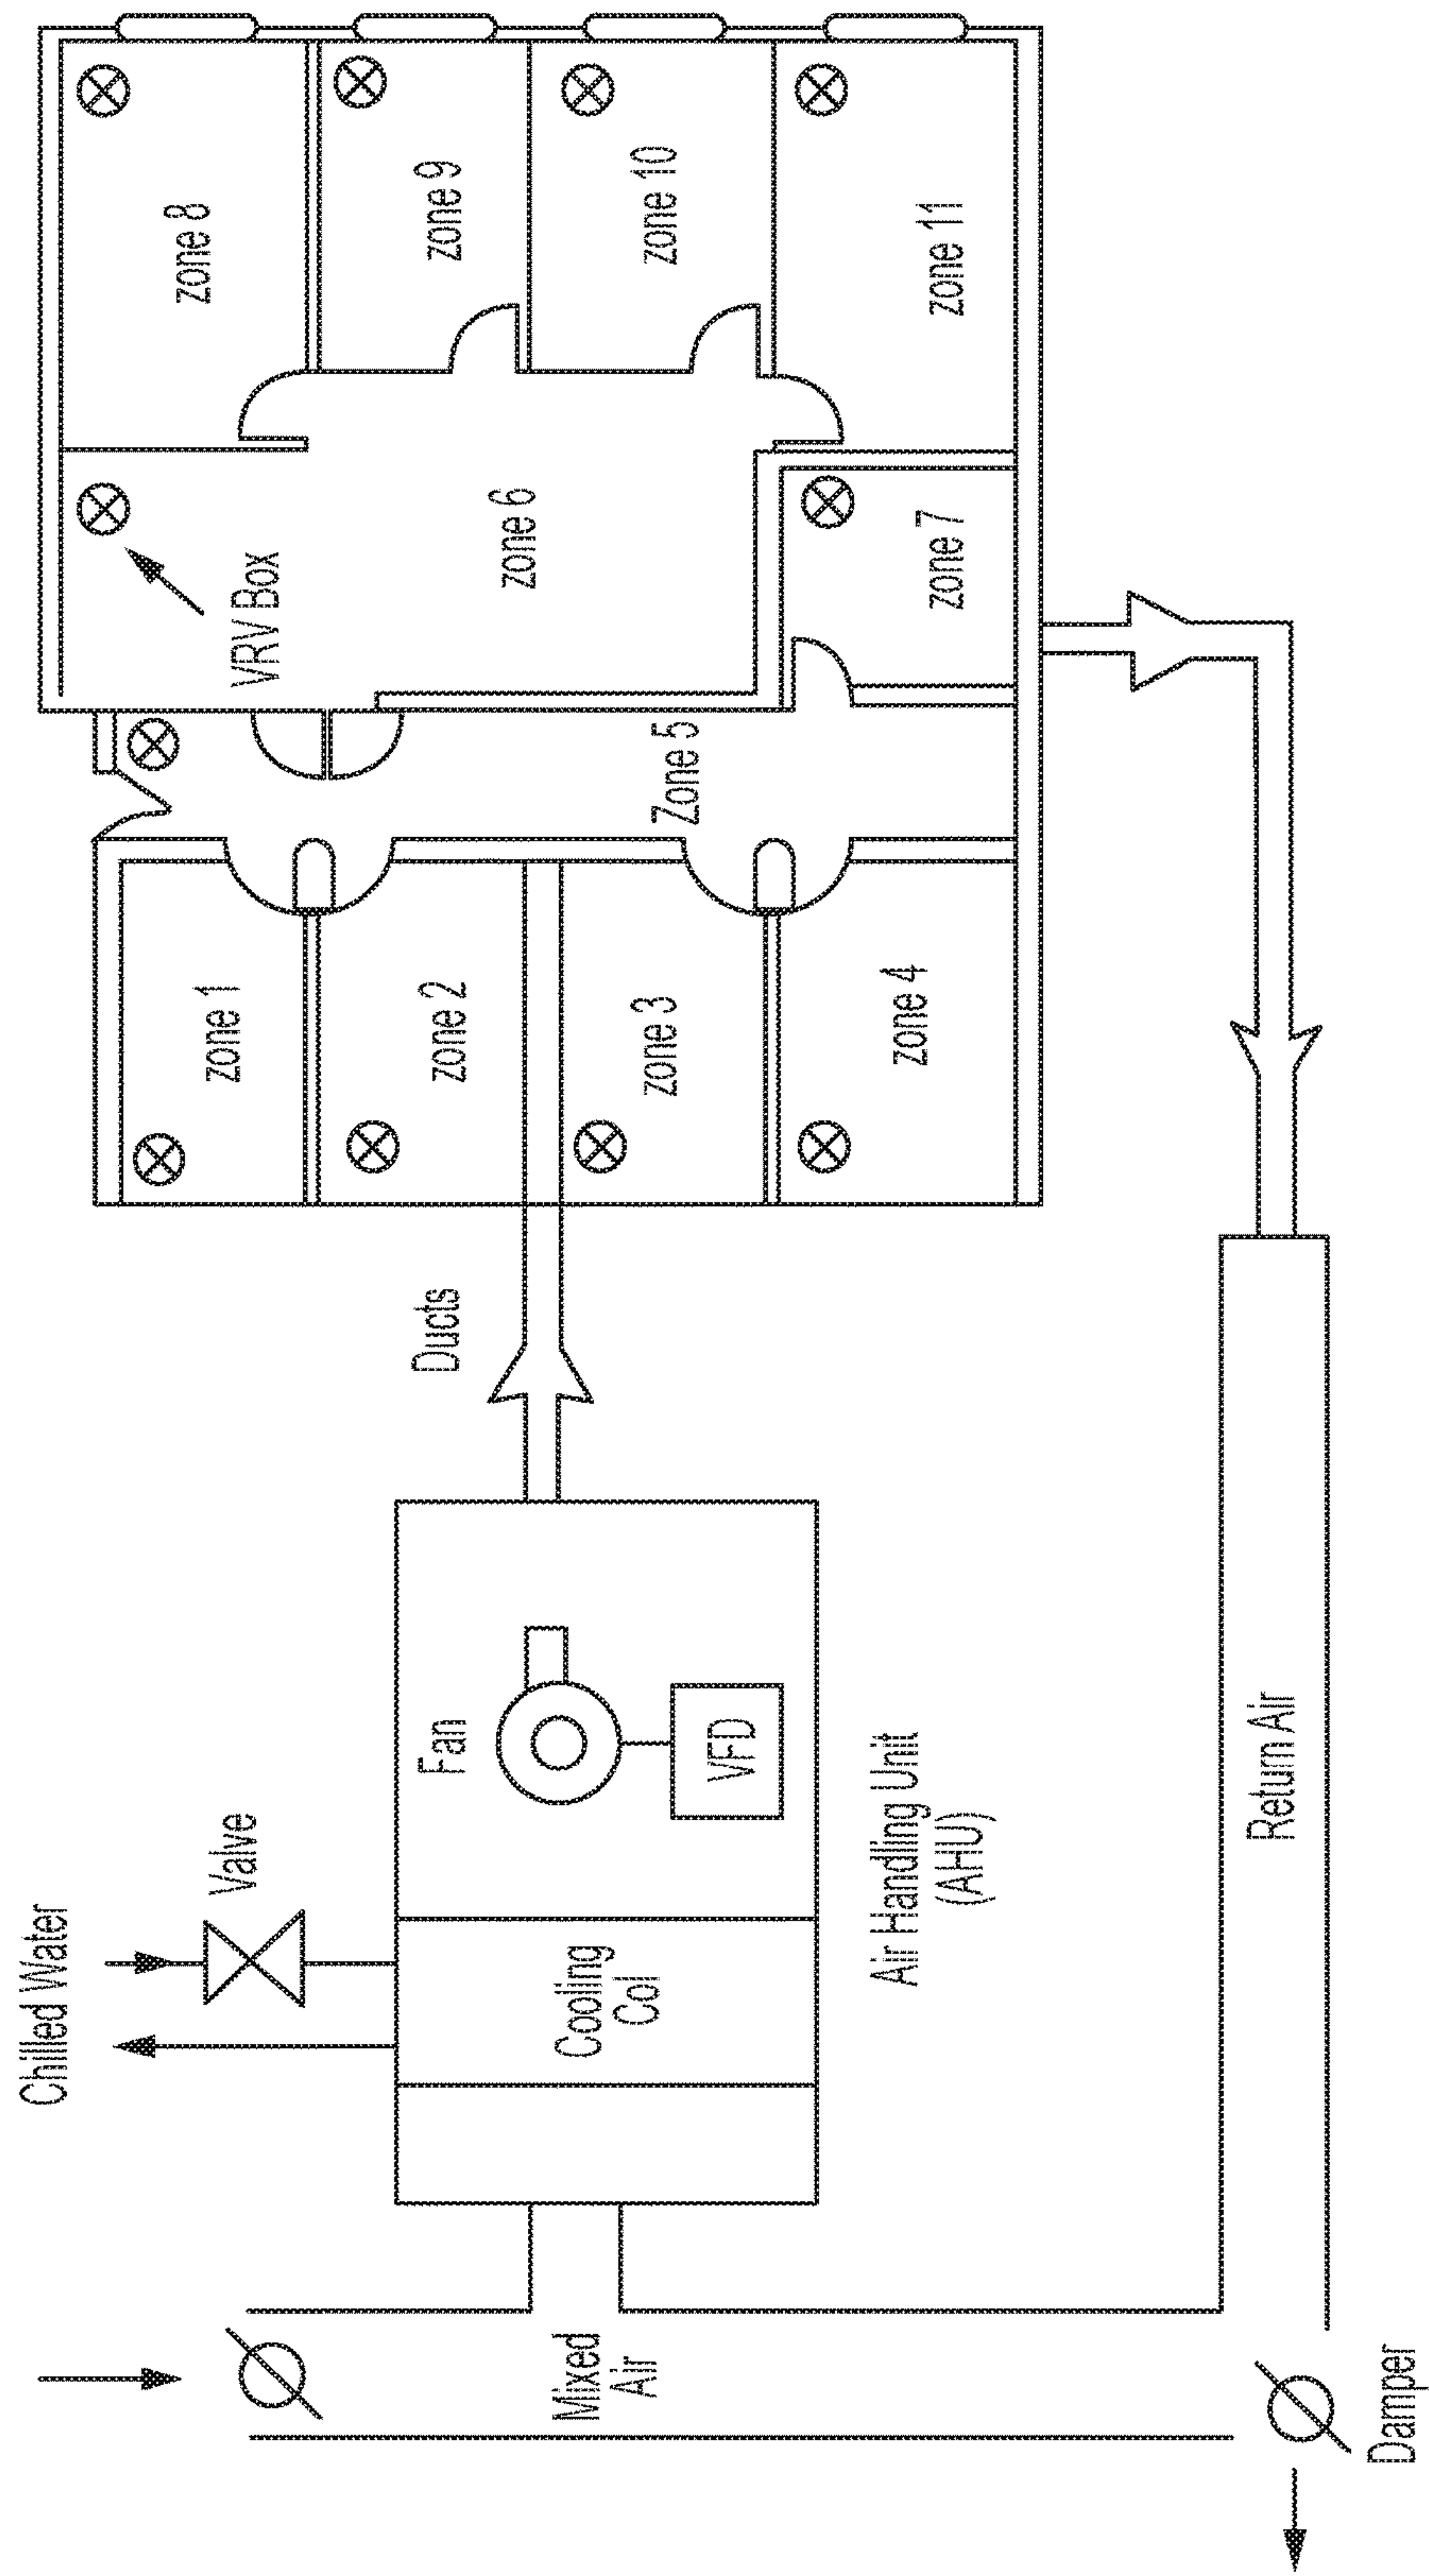 Chilled Water
Valve
Fan
VFD
Cooling
Col
Mixed
Air
Air Handling Unit
(AHU)
Return Air
Damper
Ducts
zone 1
zone 2
zone 3
zone 4
Zone 5
VRV Box
zone 6
zone 7
zone 8
zone 9
zone 10
zone 11